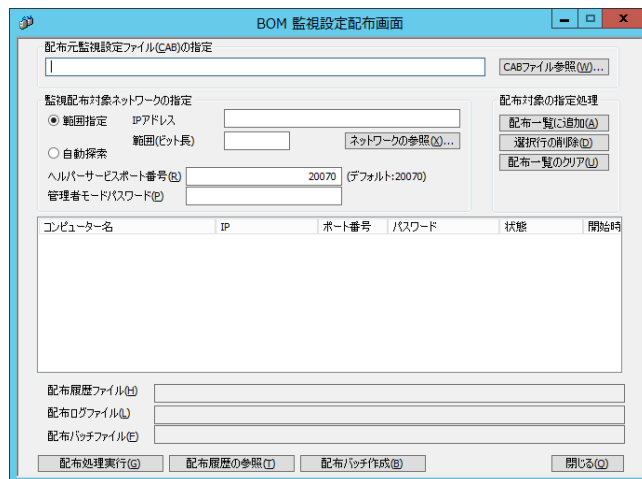 BOM 監視設定配布画面
配布元監視設定ファイル(CAB)の指定
CABファイル参照(W)...
監視配布対象ネットワークの指定
範囲指定 IPアドレス
範囲(ビット長) ネットワークの参照(X)...
自動探索
ヘルパーサービスポート番号(R) 20070 (デフォルト:20070)
管理者モードパスワード(P)
配布対象の指定処理
配布一覧に追加(A)
選択行の削除(D)
配布一覧のクリア(U)
コンピューター名 IP ポート番号 パスワード 状態 開始時
配布履歴ファイル(H)
配布ログファイル(L)
配布バッチファイル(F)
配布処理実行(G) 配布履歴の参照(T) 配布バッチ作成(B) 閉じる(Q)